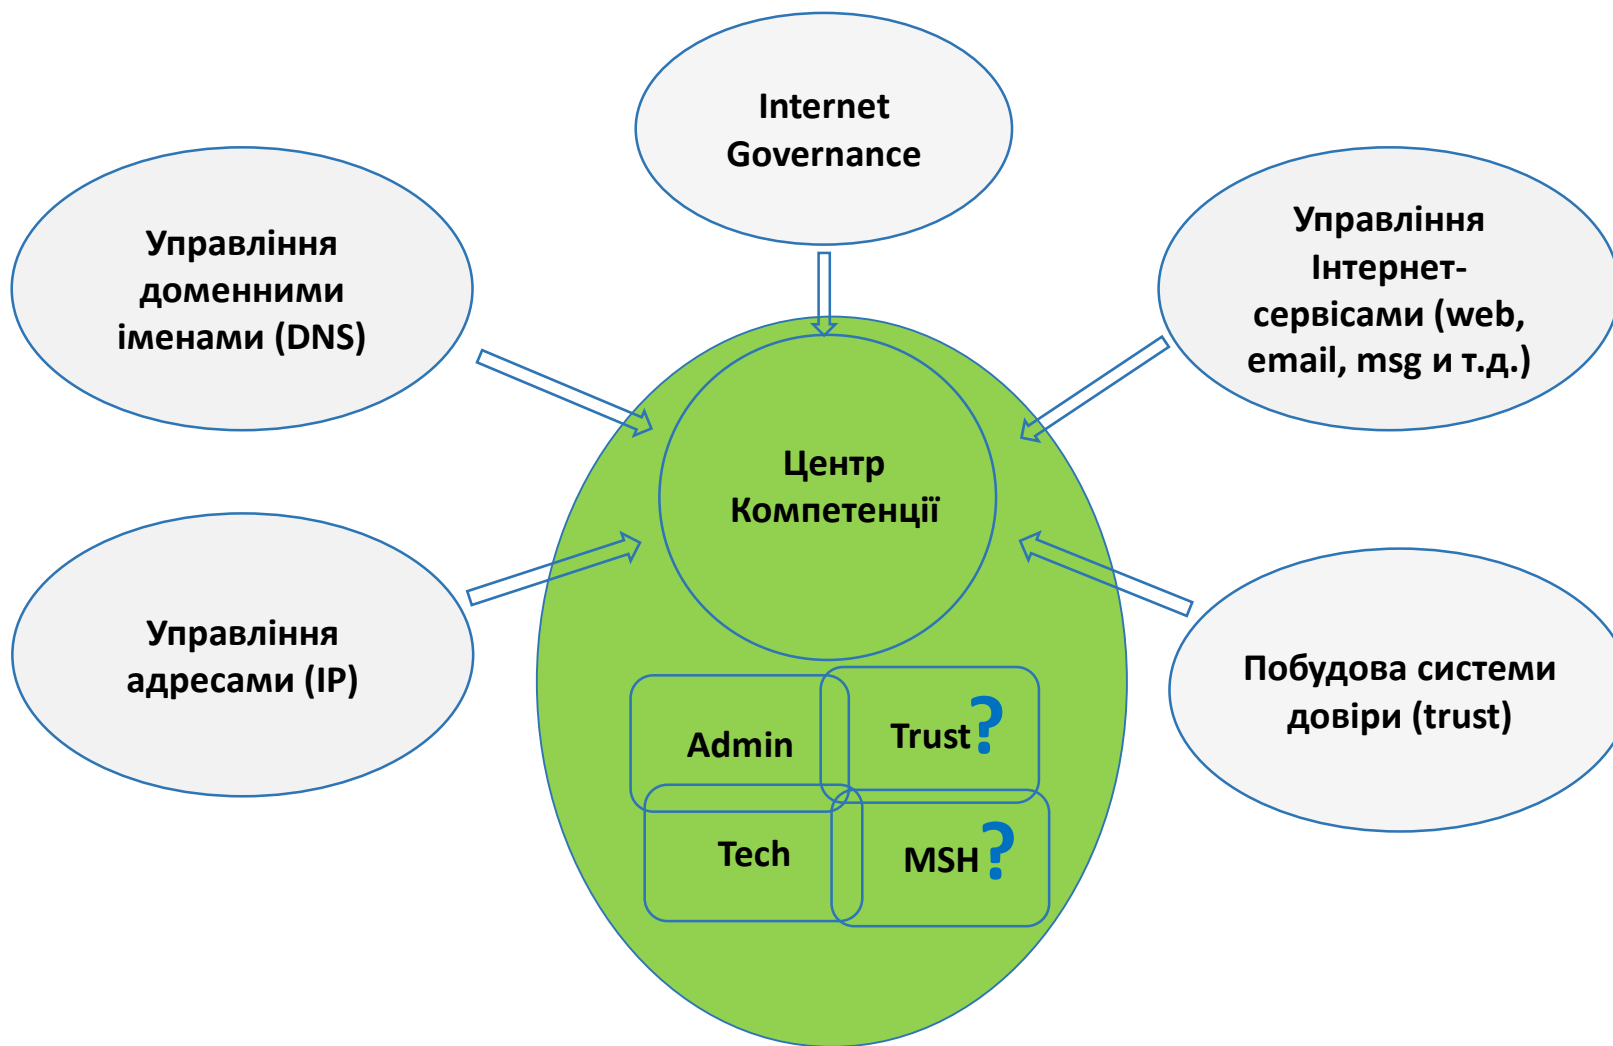 Internet
Governance
Управління
доменними
іменами (DNS)
Управління
Інтернет-
сервісами (web,
email, msg и т.д.)
Центр
Компетенції
Управління
адресами (IP)
Побудова системи
довіри (trust)
Admin
Trust?
Tech
MSH?